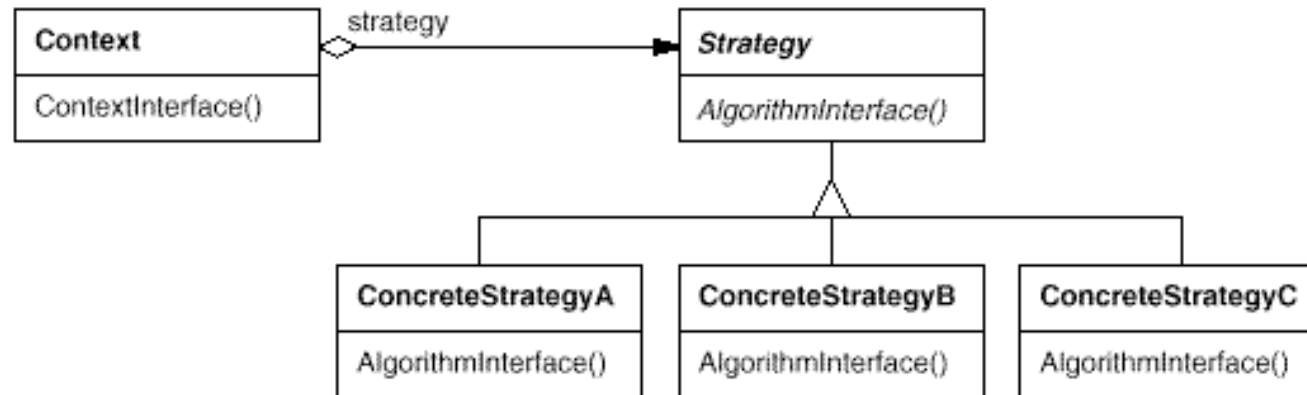 strategy
Context
Strategy
ContextInterface()
AlgorithmInterface()
ConcreteStrategyA
ConcreteStrategyB
ConcreteStrategyC
AlgorithmInterface()
AlgorithmInterface()
AlgorithmInterface()